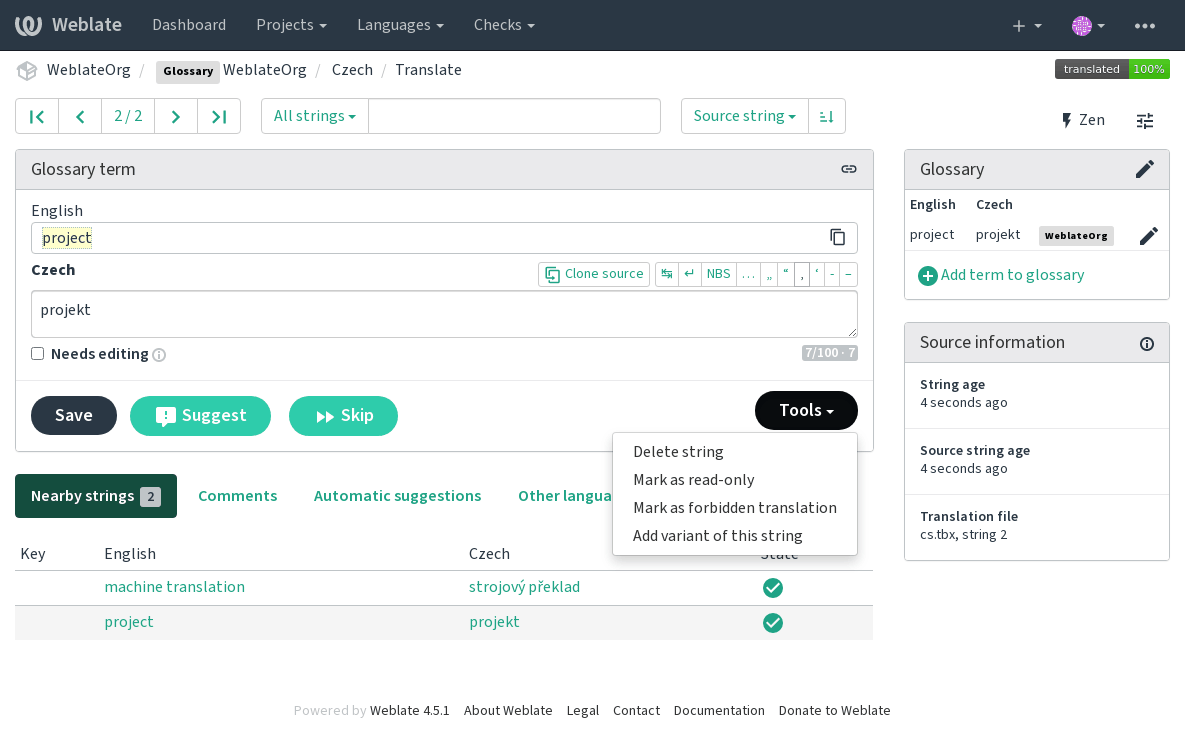 Weblate Dashboard Projects Languages Checks
WeblateOrg / Glossary WeblateOrg / Czech / Translate translated 100%
2 / 2 All strings Source string Zen
Glossary term
English
project
Czech Clone source ↹ ↵ NBS … „ “ ‚ ‘ - –
projekt
Needs editing 7/100 · 7
Save Suggest Skip Tools
Delete string
Mark as read-only
Mark as forbidden translation
Add variant of this string
Nearby strings 2 Comments Automatic suggestions Other langua
Key English Czech State
machine translation strojový překlad
project projekt
Glossary
English Czech
project projekt WeblateOrg
Add term to glossary
Source information
String age
4 seconds ago
Source string age
4 seconds ago
Translation file
cs.tbx, string 2
Powered by Weblate 4.5.1 About Weblate Legal Contact Documentation Donate to Weblate